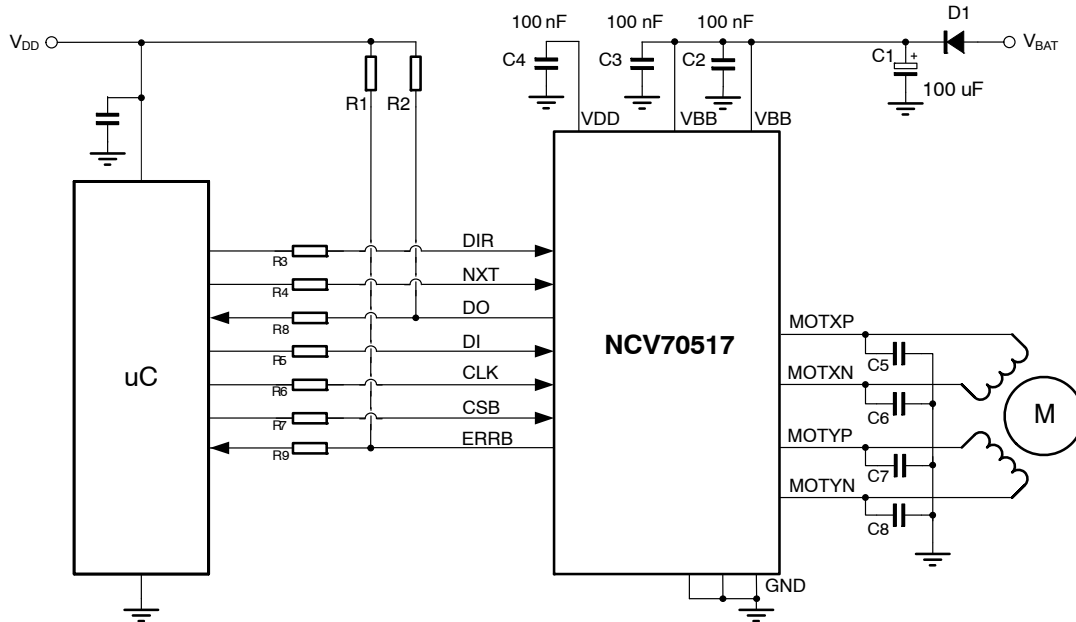 100 nF
100 nF
100 nF
D1
VDD
C4
C3
C2
C1
+
VBAT
100 uF
R1
R2
VDD
VBB
VBB
DIR
R3
NXT
R4
DO
R8
DI
R5
CLK
R6
CSB
R7
ERRB
R9
uC
NCV70517
MOTXP
C5
MOTXN
C6
MOTYP
C7
MOTYN
C8
M
GND